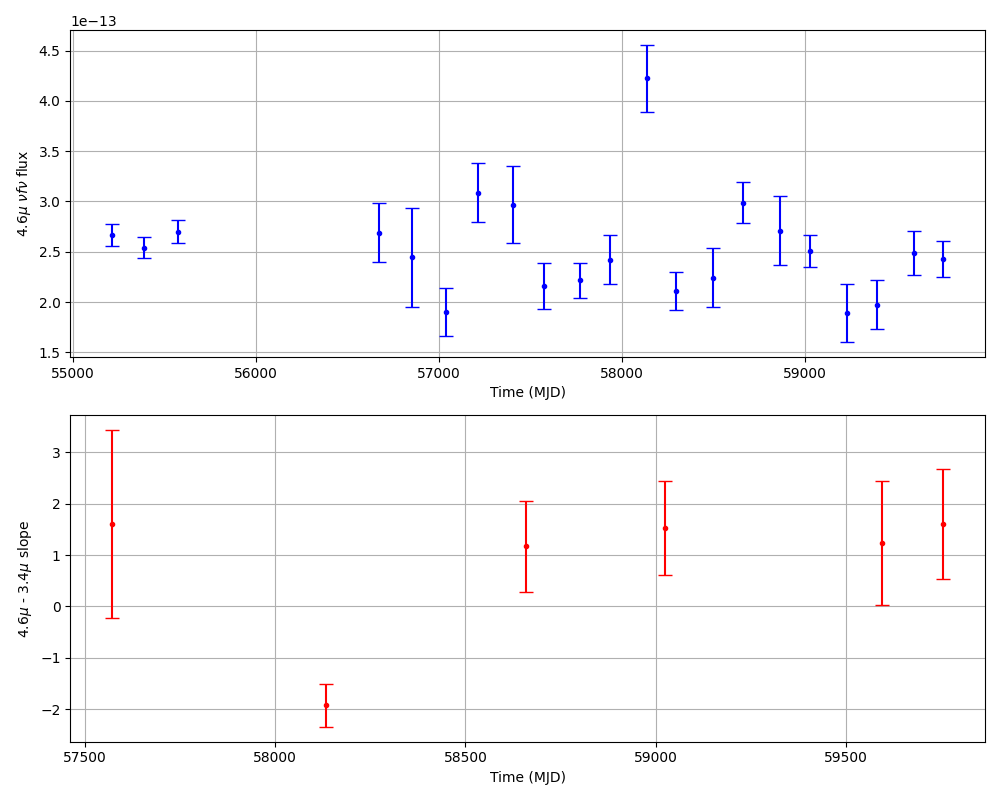 1e−13
4.5
4.0
3.5
3.0
2.5
2.0
1.5
4.6μ νfν flux
55000 56000 57000 58000 59000
Time (MJD)
3
2
1
0
−1
−2
4.6μ - 3.4μ slope
57500 58000 58500 59000 59500
Time (MJD)